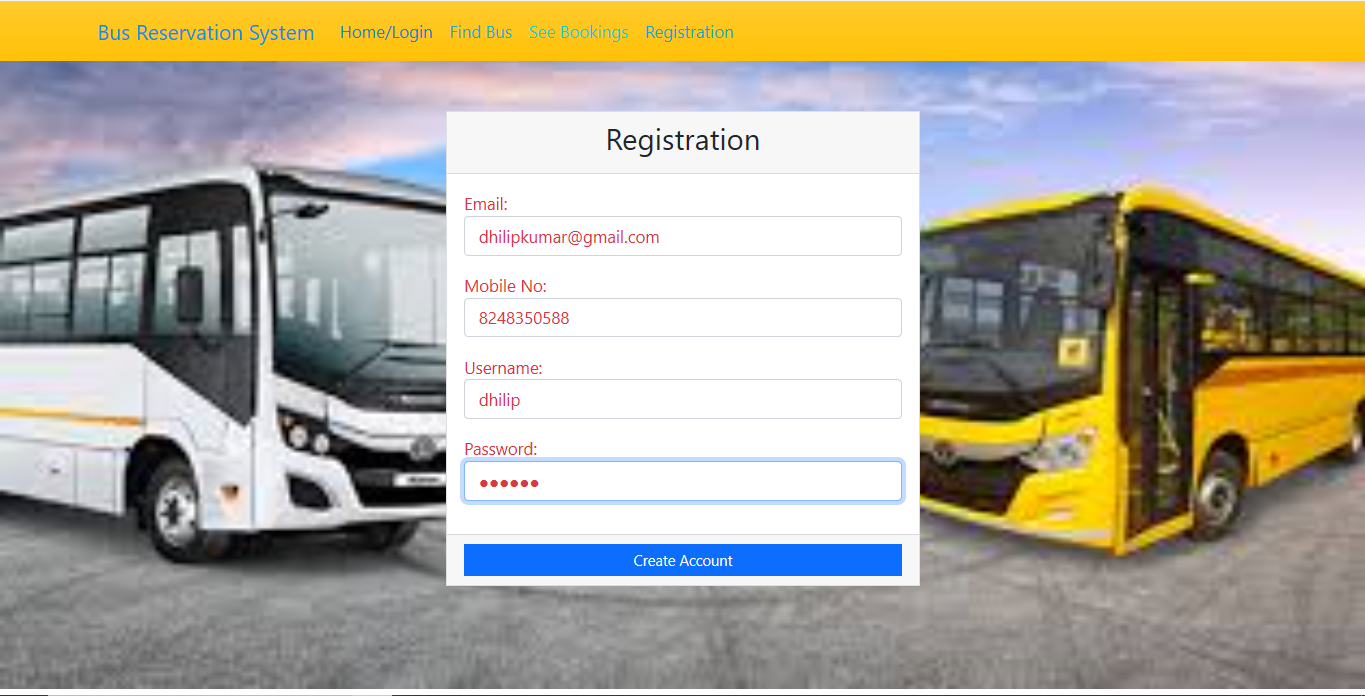 Bus Reservation System Home/Login Find Bus See Bookings Registration
Registration
Email:
dhilipkumar@gmail.com
Mobile No:
8248350588
Username:
dhilip
Password:
●●●●●●
Create Account